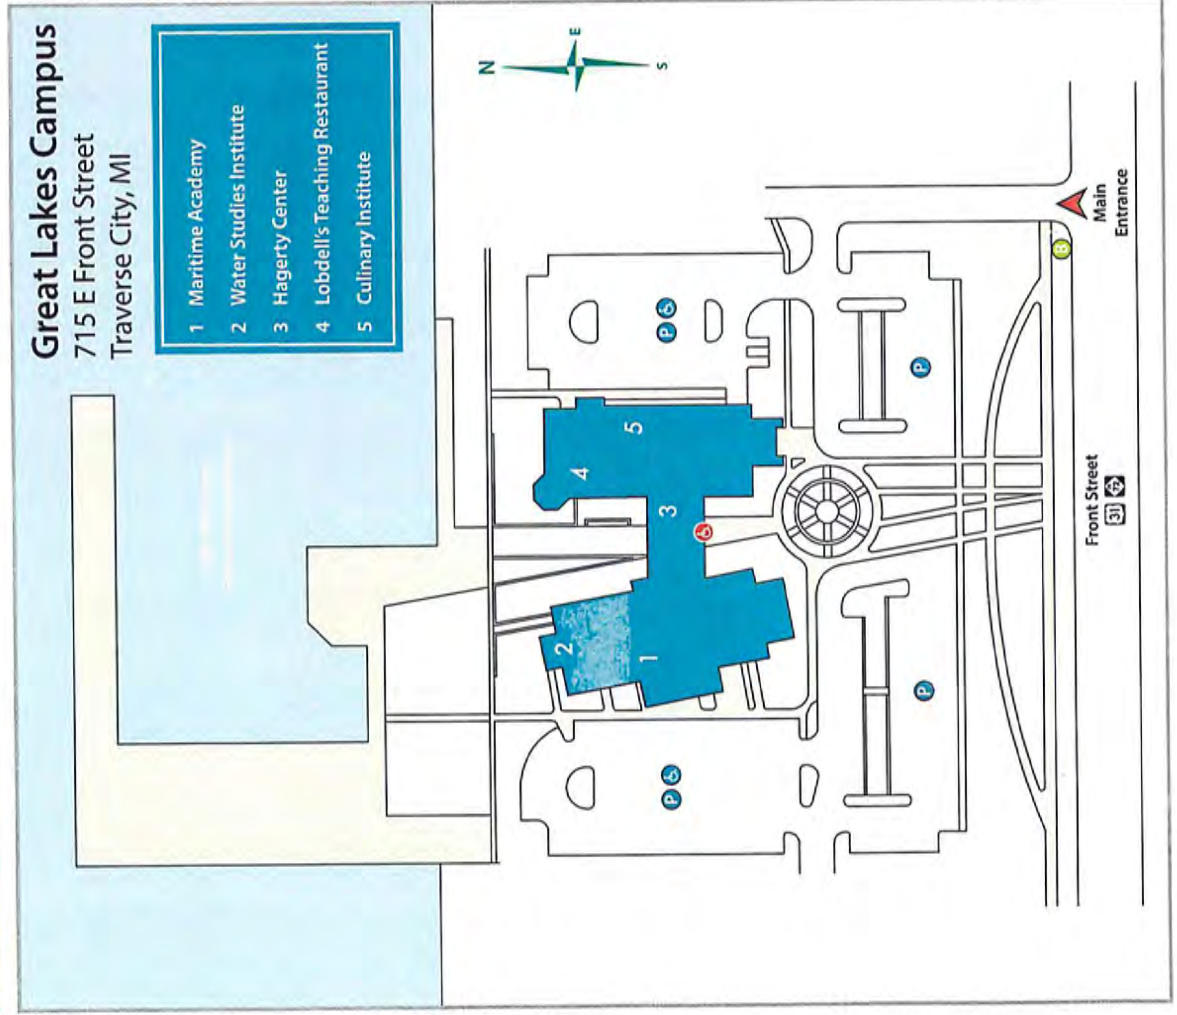 Great Lakes Campus
715 E Front Street
Traverse City, MI
1 Maritime Academy
2 Water Studies Institute
3 Hagerty Center
4 Lobdell's Teaching Restaurant
5 Culinary Institute
N
E
S
P
5
4
3
2
1
P
P
P
B
Main
Entrance
Front Street
31 72